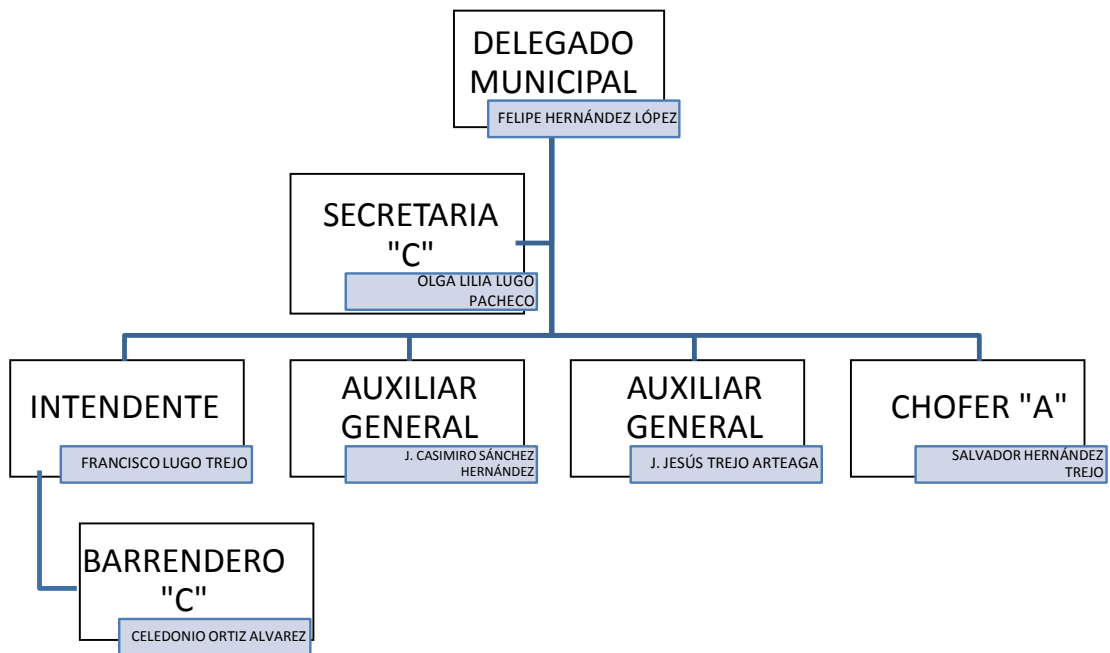 DELEGADO
MUNICIPAL
FELIPE HERNÁNDEZ LÓPEZ
SECRETARIA
"C"
OLGA LILIA LUGO
PACHECO
INTENDENTE
FRANCISCO LUGO TREJO
AUXILIAR
GENERAL
J. CASIMIRO SÁNCHEZ
HERNÁNDEZ
AUXILIAR
GENERAL
J. JESÚS TREJO ARTEAGA
CHOFER "A"
SALVADOR HERNÁNDEZ
TREJO
BARRENDERO
"C"
CELEDONIO ORTIZ ALVAREZ